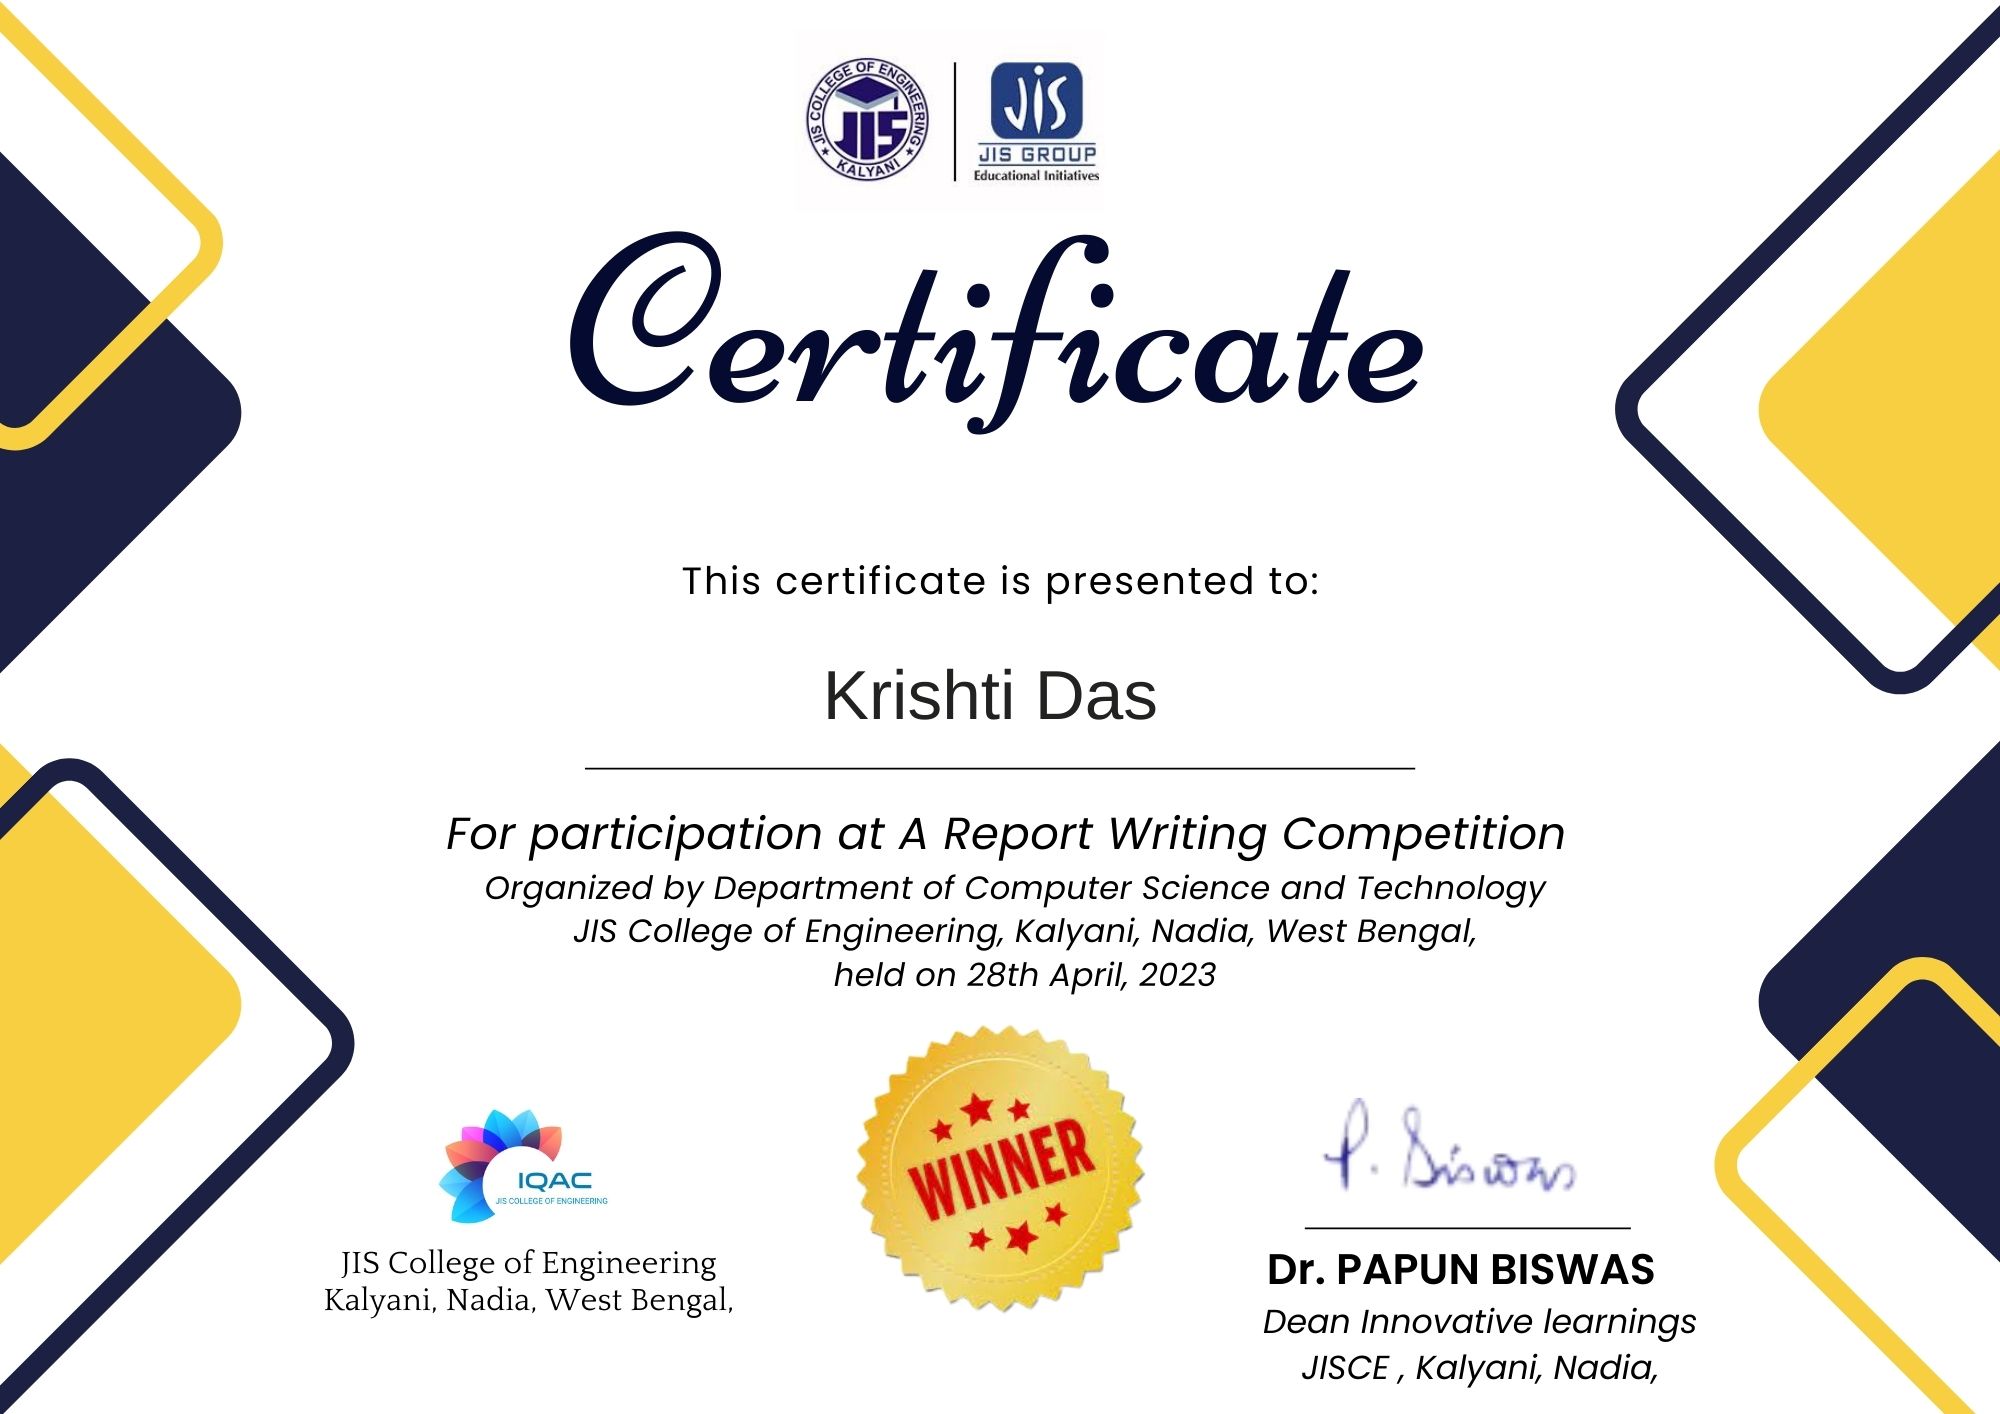 JIS COLLEGE OF ENGINEERING
JIS
★ KALYANI ★
JIS
JIS GROUP
Educational Initiatives
Certificate
This certificate is presented to:
Krishti Das
For participation at A Report Writing Competition
Organized by Department of Computer Science and Technology
JIS College of Engineering, Kalyani, Nadia, West Bengal,
held on 28th April, 2023
IQAC
JIS COLLEGE OF ENGINEERING
JIS College of Engineering
Kalyani, Nadia, West Bengal,
WINNER
P. Biswas
Dr. PAPUN BISWAS
Dean Innovative learnings
JISCE , Kalyani, Nadia,